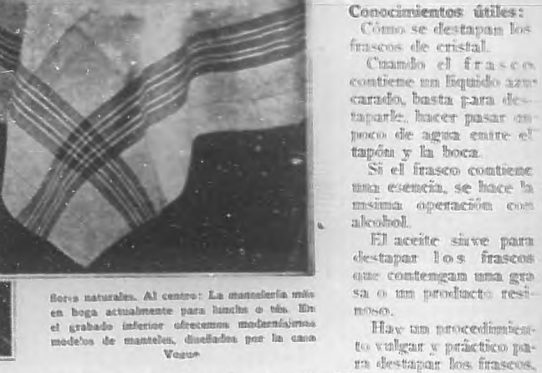 flores naturales. Al centro: La mantelería más
en boga actualmente para lunchs o tés. En
el grabado inferior ofrecemos modernísimos
modelos de manteles, diseñados por la casa
Vogue
Conocimientos útiles:
Cómo se destapan los
frascos de cristal.
Cuando el frasco
contiene un líquido azu-
carado, basta para des-
taparle, hacer pasar un
poco de agua entre el
tapón y la boca.
Si el frasco contiene
una esencia, se hace la
misma operación con
alcohol.
El aceite sirve para
destapar los frascos
que contengan una gra
sa o un producto resi-
noso.
Hay un procedimien-
to vulgar y práctico pa-
ra destapar los frascos,